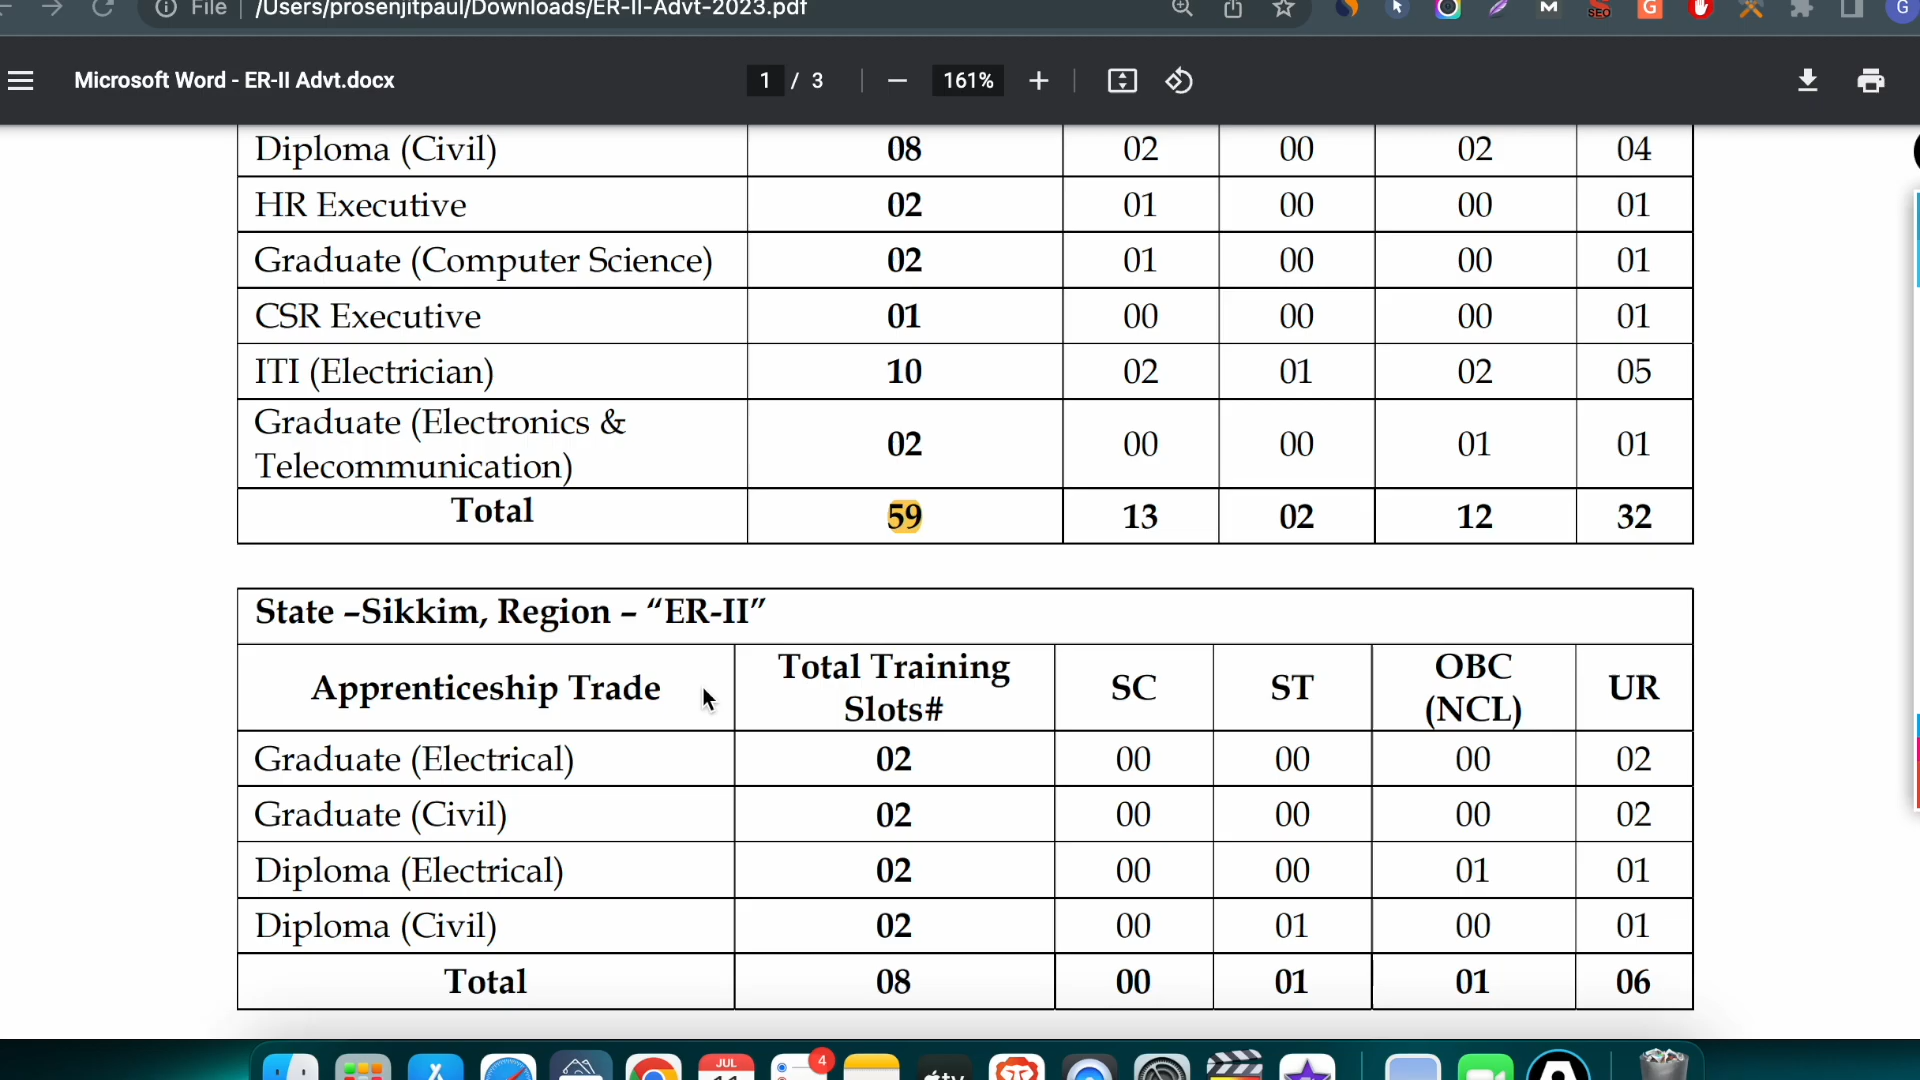 File /Users/prosenjitpaul/Downloads/ER-II-Advt-2023.pdf
SEO G M G
Microsoft Word - ER-II Advt.docx 1 / 3 161%
Diploma (Civil) 08 02 00 02 04
HR Executive 02 01 00 00 01
Graduate (Computer Science) 02 01 00 00 01
CSR Executive 01 00 00 00 01
ITI (Electrician) 10 02 01 02 05
Graduate (Electronics &
Telecommunication) 02 00 00 01 01
Total 59 13 02 12 32
State –Sikkim, Region – “ER-II”
Apprenticeship Trade Total Training Slots# SC ST OBC (NCL) UR
Graduate (Electrical) 02 00 00 00 02
Graduate (Civil) 02 00 00 00 02
Diploma (Electrical) 02 00 00 01 01
Diploma (Civil) 02 00 01 00 01
Total 08 00 01 01 06
JUL 4